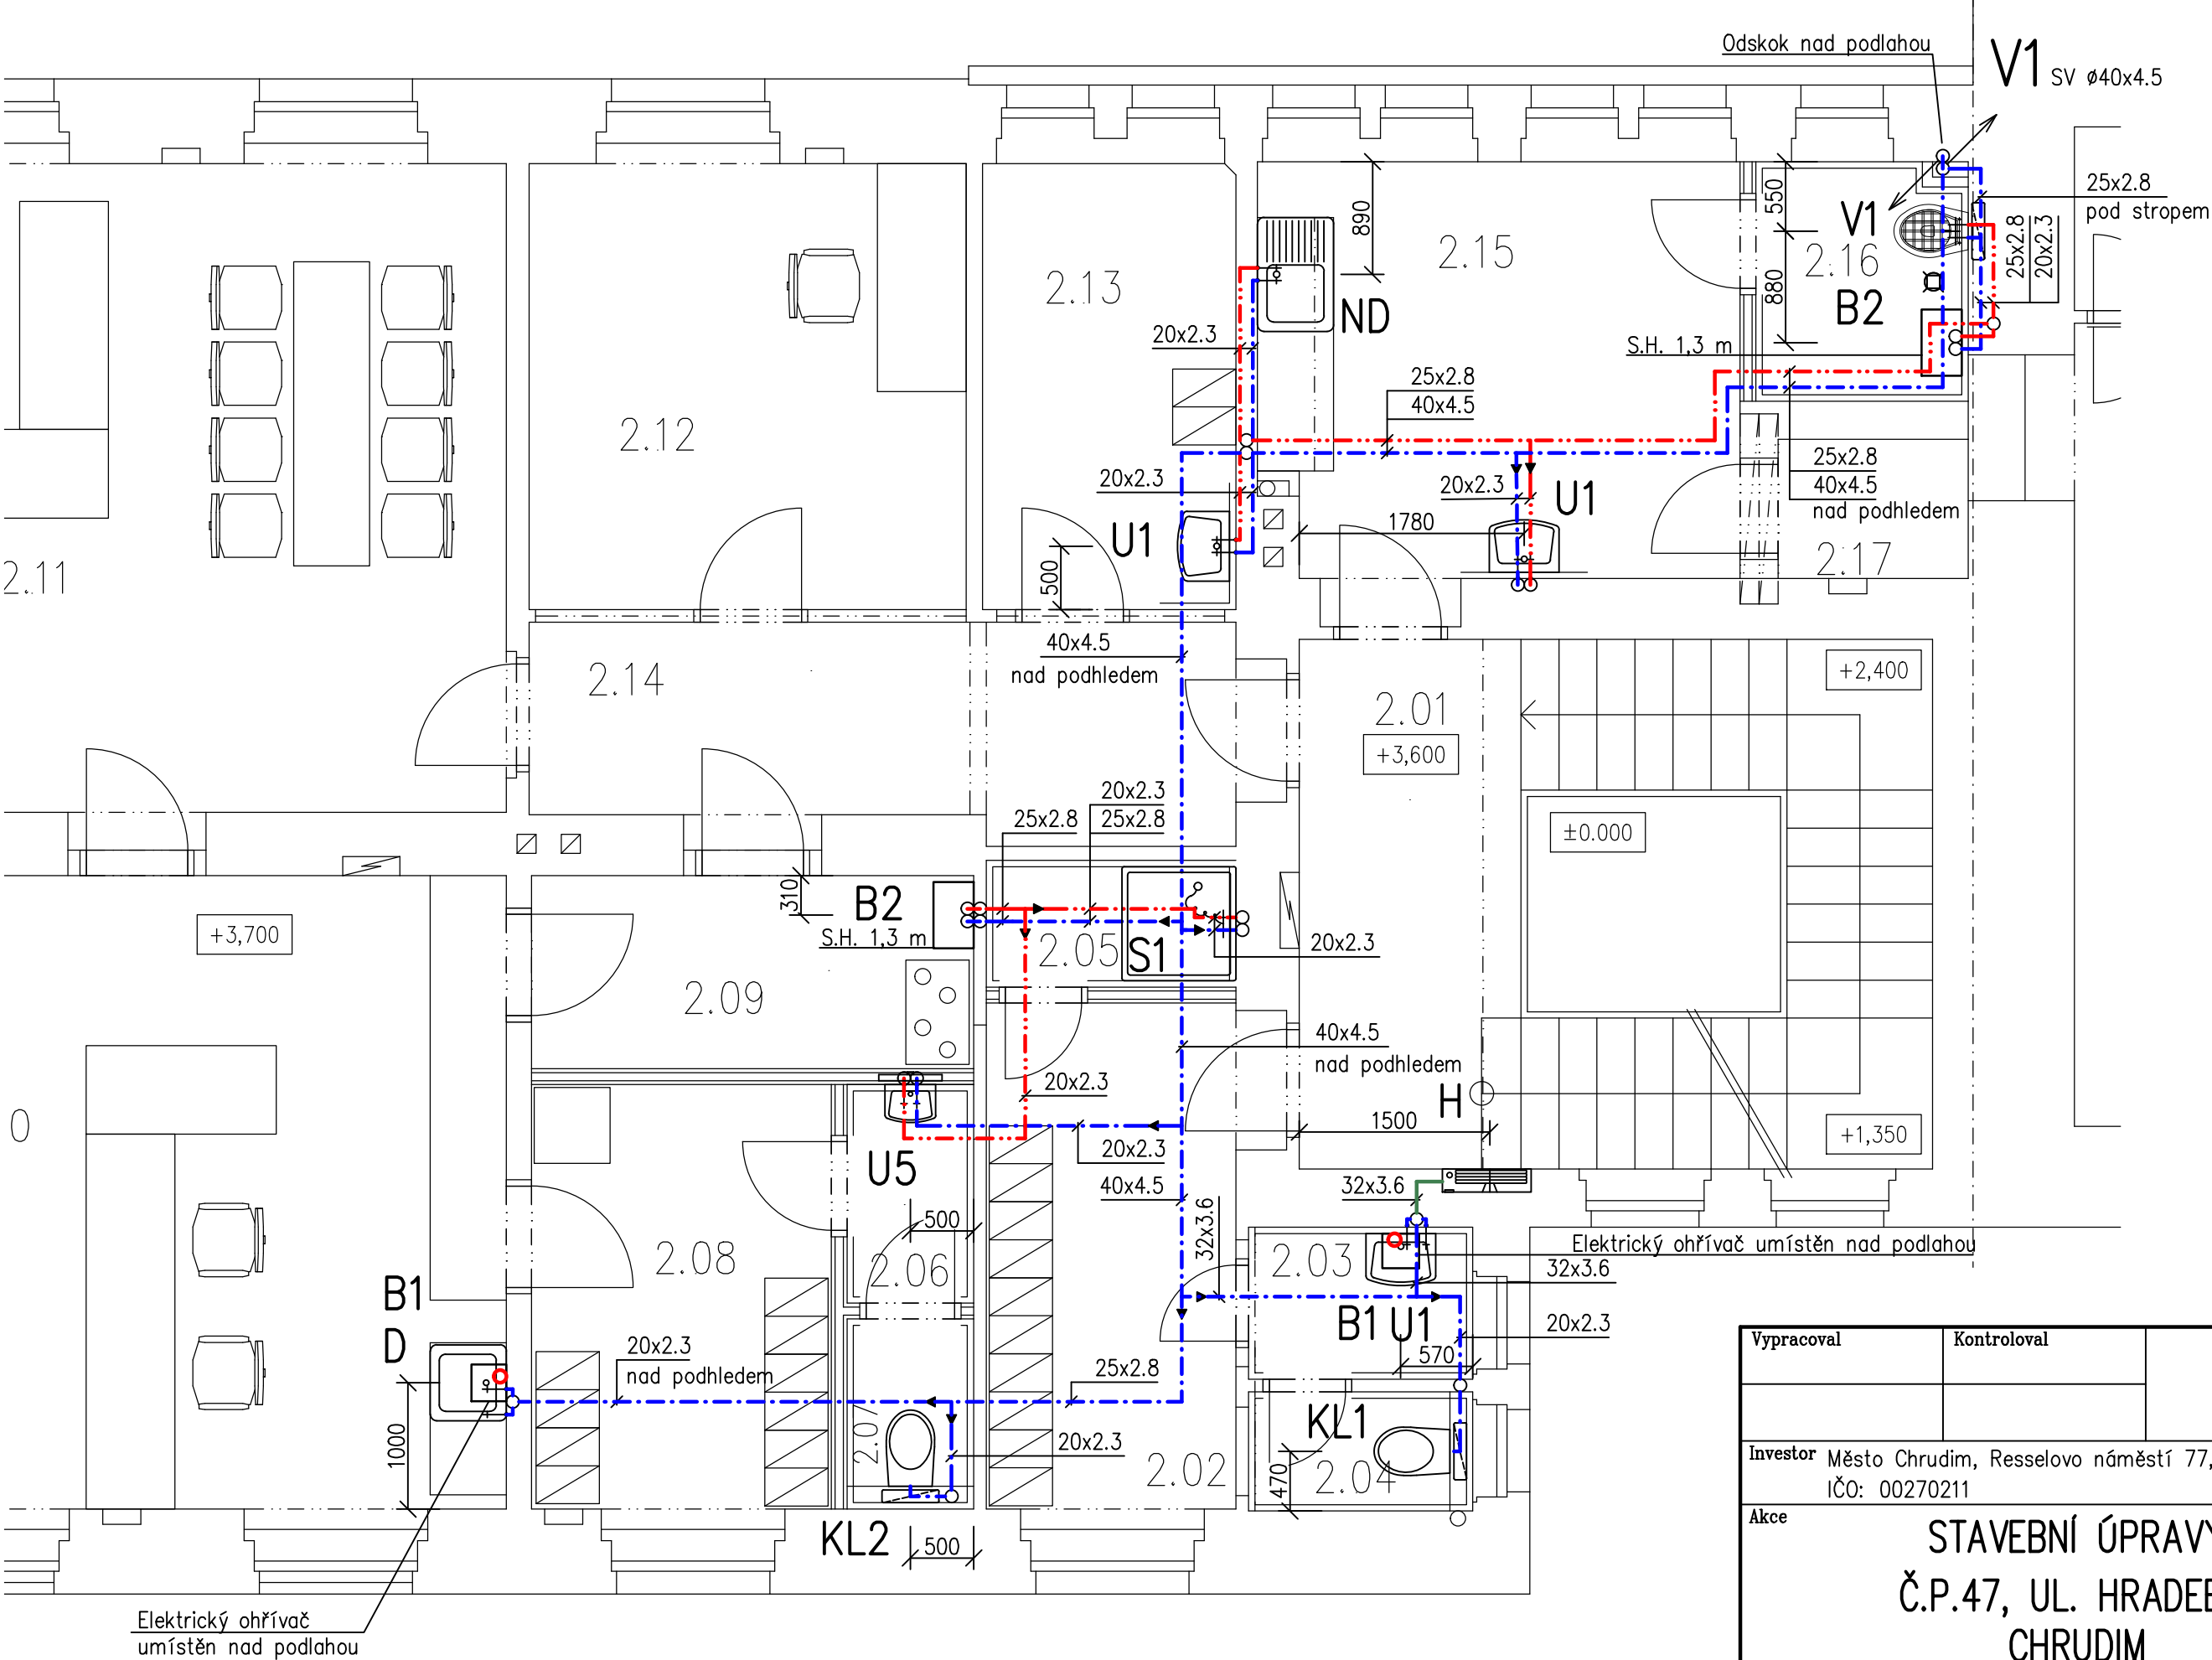 Odskok nad podlahou
V1 SV ø40x4.5
25x2.8
pod stropem
25x2.8
20x2.3
550
V1
2.16
880
B2
S.H. 1,3 m
890
2.15
ND
2.13
20x2.3
25x2.8
40x4.5
2.12
20x2.3
20x2.3
U1
25x2.8
40x4.5
nad podhledem
1780
U1
500
2.17
2.11
40x4.5
nad podhledem
2.14
2.01
+3,600
+2,400
±0.000
20x2.3
25x2.8
25x2.8
310
B2
S.H. 1,3 m
2.05
S1
20x2.3
+3,700
2.09
40x4.5
nad podhledem
20x2.3
H
1500
+1,350
0
20x2.3
40x4.5
U5
32x3.6
32x3.6
500
2.08
2.06
2.03
Elektrický ohřívač umístěn nad podlahou
32x3.6
B1
D
B1 U1
20x2.3
570
20x2.3
nad podhledem
25x2.8
1000
2.07
20x2.3
KL1
2.02
470
2.04
KL2
500
Elektrický ohřívač
umístěn nad podlahou
Vypracoval Kontroloval
Investor Město Chrudim, Resselovo náměstí 77,
IČO: 00270211
Akce
STAVEBNÍ ÚPRAVY
Č.P.47, UL. HRADEB
CHRUDIM